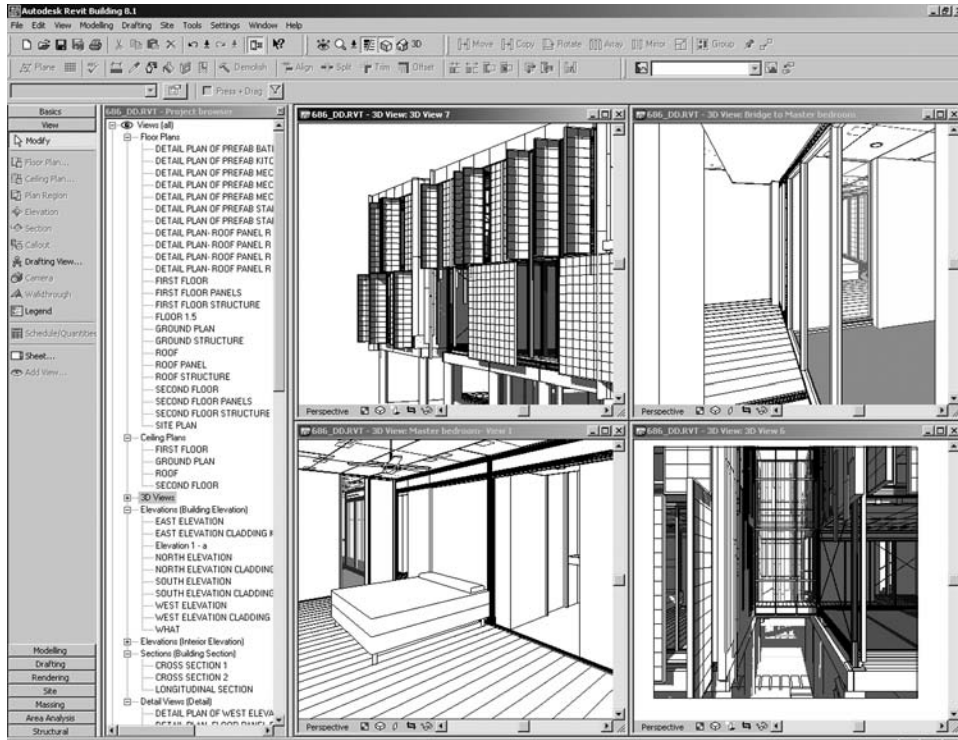 Autodesk Revit Building 8.1
File Edit View Modelling Drafting Site Tools Settings Window Help
3D Move Copy Rotate Array Mirror Group
Plane Demolish Align Split Trim Offset
Press + Drag
Basics
View
Modify
Floor Plan...
Ceiling Plan...
Plan Region
Elevation
Section
Callout
Drafting View...
Camera
Walkthrough
Legend
Schedule/Quantitie
Sheet...
Add View...
Modelling
Drafting
Rendering
Site
Massing
Area Analysis
Structural
686_DD.RVT - Project browser
Views (all)
Floor Plans
DETAIL PLAN OF PREFAB BATI
DETAIL PLAN OF PREFAB KITC
DETAIL PLAN OF PREFAB MEC
DETAIL PLAN OF PREFAB MEC
DETAIL PLAN OF PREFAB MEC
DETAIL PLAN OF PREFAB STAI
DETAIL PLAN OF PREFAB STAI
DETAIL PLAN- ROOF PANEL R
DETAIL PLAN- ROOF PANEL R
DETAIL PLAN- ROOF PANEL R
DETAIL PLAN- ROOF PANEL R
FIRST FLOOR
FIRST FLOOR PANELS
FIRST FLOOR STRUCTURE
FLOOR 1.5
GROUND PLAN
GROUND STRUCTURE
ROOF
ROOF PANEL
ROOF STRUCTURE
SECOND FLOOR
SECOND FLOOR PANELS
SECOND FLOOR STRUCTURE
SITE PLAN
Ceiling Plans
FIRST FLOOR
GROUND PLAN
ROOF
SECOND FLOOR
3D Views
Elevations (Building Elevation)
EAST ELEVATION
EAST ELEVATION CLADDING
Elevation 1 - a
NORTH ELEVATION
NORTH ELEVATION CLADDING
SOUTH ELEVATION
SOUTH ELEVATION CLADDING
WEST ELEVATION
WEST ELEVATION CLADDING
WHAT
Elevations (Interior Elevation)
Sections (Building Section)
CROSS SECTION 1
CROSS SECTION 2
LONGITUDINAL SECTION
Detail Views (Detail)
DETAIL PLAN OF WEST ELEVA
686_DD.RVT - 3D View: 3D View 7
Perspective
686_DD.RVT - 3D View: Bridge to Master bedroom
Perspective
686_DD.RVT - 3D View: Master bedroom- View 1
Perspective
686_DD.RVT - 3D View: 3D View 6
Perspective